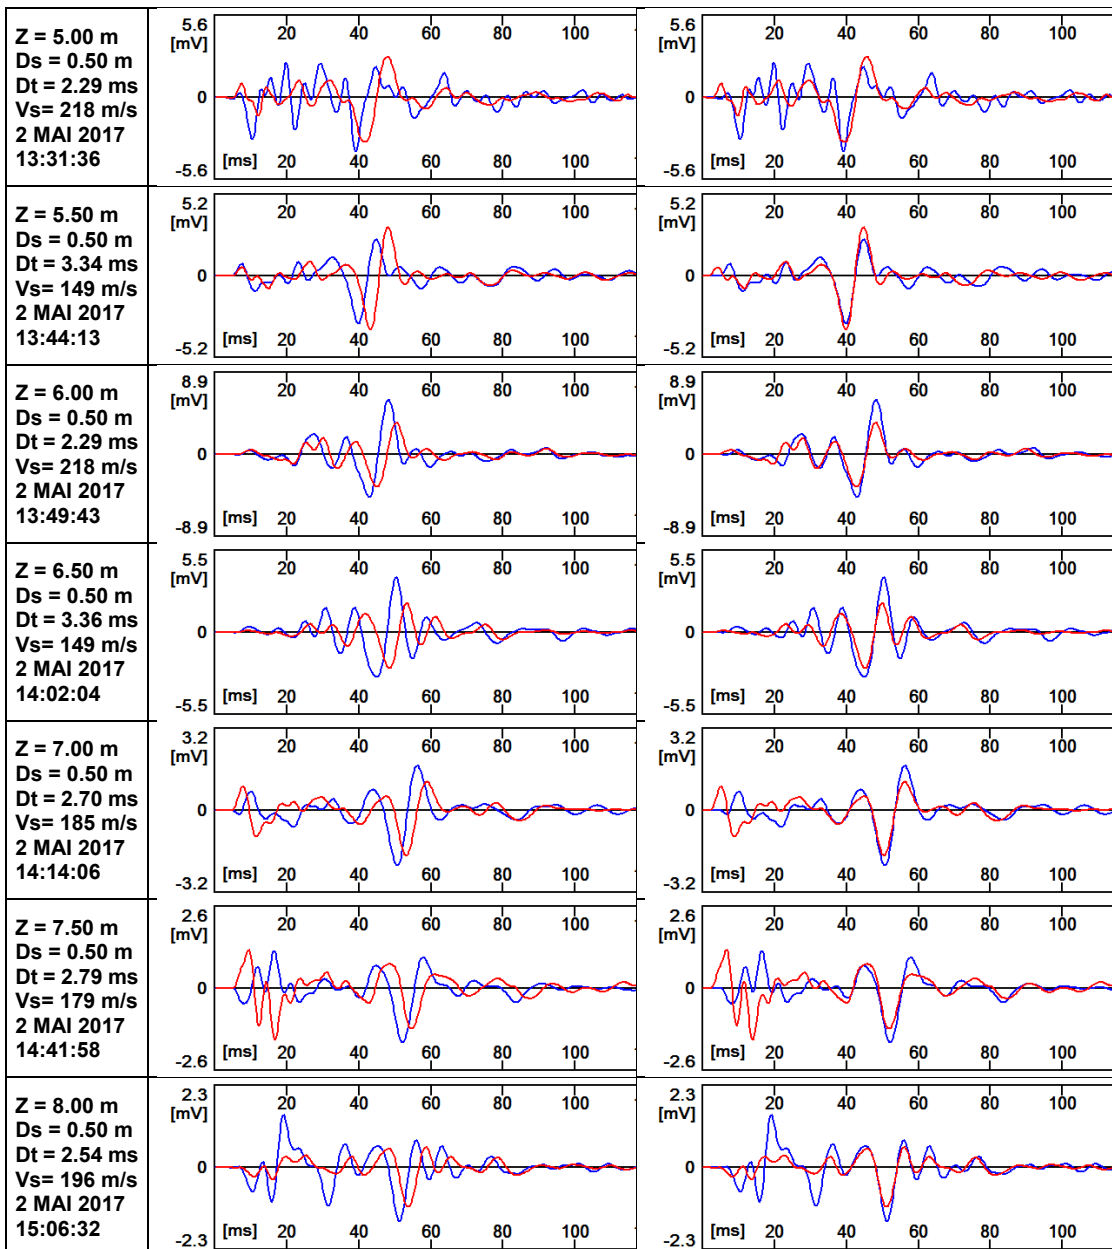 Z = 5.00 m
Ds = 0.50 m
Dt = 2.29 ms
Vs= 218 m/s
2 MAI 2017
13:31:36
5.6 20 40 60 80 100 5.6 20 40 60 80 100
[mV] [mV]
0 0
[ms] 20 40 60 80 100 [ms] 20 40 60 80 100
-5.6 -5.6
Z = 5.50 m
Ds = 0.50 m
Dt = 3.34 ms
Vs= 149 m/s
2 MAI 2017
13:44:13
5.2 20 40 60 80 100 5.2 20 40 60 80 100
[mV] [mV]
0 0
[ms] 20 40 60 80 100 [ms] 20 40 60 80 100
-5.2 -5.2
Z = 6.00 m
Ds = 0.50 m
Dt = 2.29 ms
Vs= 218 m/s
2 MAI 2017
13:49:43
8.9 20 40 60 80 100 8.9 20 40 60 80 100
[mV] [mV]
0 0
[ms] 20 40 60 80 100 [ms] 20 40 60 80 100
-8.9 -8.9
Z = 6.50 m
Ds = 0.50 m
Dt = 3.36 ms
Vs= 149 m/s
2 MAI 2017
14:02:04
5.5 20 40 60 80 100 5.5 20 40 60 80 100
[mV] [mV]
0 0
[ms] 20 40 60 80 100 [ms] 20 40 60 80 100
-5.5 -5.5
Z = 7.00 m
Ds = 0.50 m
Dt = 2.70 ms
Vs= 185 m/s
2 MAI 2017
14:14:06
3.2 20 40 60 80 100 3.2 20 40 60 80 100
[mV] [mV]
0 0
[ms] 20 40 60 80 100 [ms] 20 40 60 80 100
-3.2 -3.2
Z = 7.50 m
Ds = 0.50 m
Dt = 2.79 ms
Vs= 179 m/s
2 MAI 2017
14:41:58
2.6 20 40 60 80 100 2.6 20 40 60 80 100
[mV] [mV]
0 0
[ms] 20 40 60 80 100 [ms] 20 40 60 80 100
-2.6 -2.6
Z = 8.00 m
Ds = 0.50 m
Dt = 2.54 ms
Vs= 196 m/s
2 MAI 2017
15:06:32
2.3 20 40 60 80 100 2.3 20 40 60 80 100
[mV] [mV]
0 0
[ms] 20 40 60 80 100 [ms] 20 40 60 80 100
-2.3 -2.3